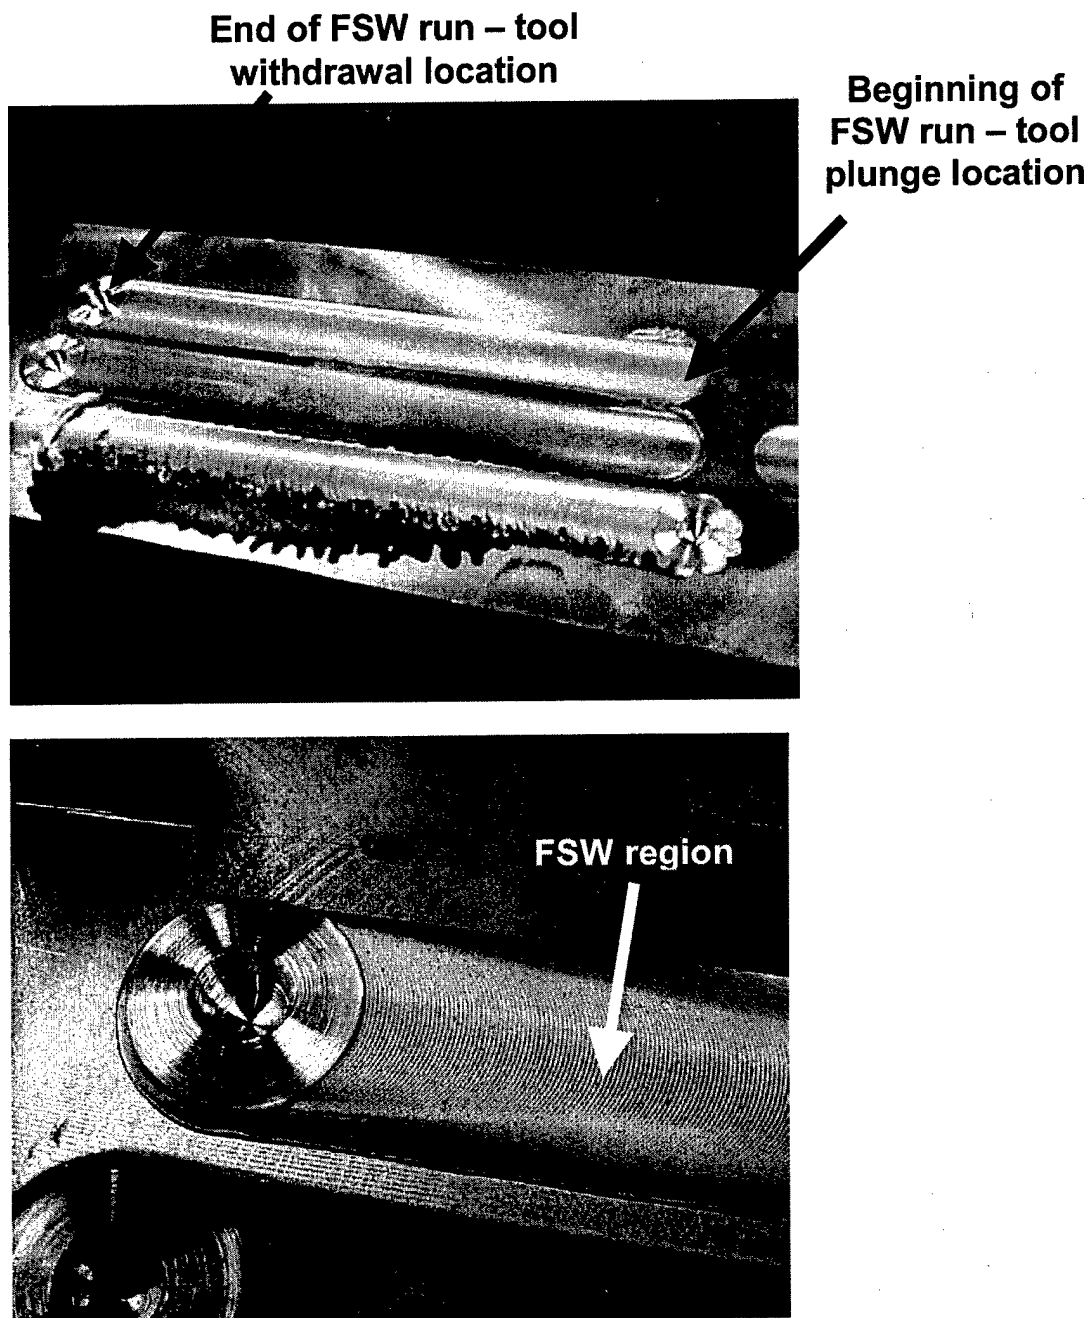 End of FSW run – tool
withdrawal location
Beginning of
FSW run – tool
plunge location
FSW region